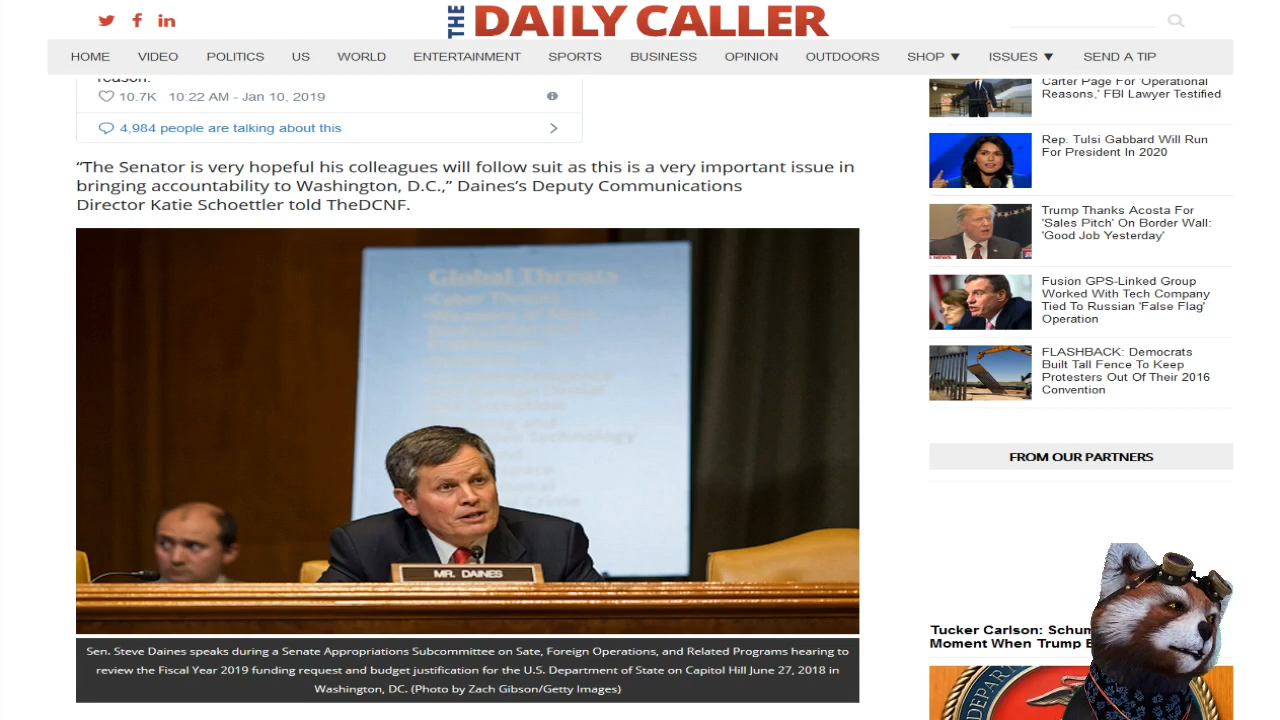 THE DAILY CALLER
HOME VIDEO POLITICS US WORLD ENTERTAINMENT SPORTS BUSINESS OPINION OUTDOORS SHOP ▼ ISSUES ▼ SEND A TIP
reason.
10.7K 10:22 AM - Jan 10, 2019
4,984 people are talking about this
“The Senator is very hopeful his colleagues will follow suit as this is a very important issue in
bringing accountability to Washington, D.C.,” Daines’s Deputy Communications
Director Katie Schoettler told TheDCNF.
Global Threats
MR. DAINES
Sen. Steve Daines speaks during a Senate Appropriations Subcommittee on Sate, Foreign Operations, and Related Programs hearing to
review the Fiscal Year 2019 funding request and budget justification for the U.S. Department of State on Capitol Hill June 27, 2018 in
Washington, DC. (Photo by Zach Gibson/Getty Images)
Carter Page For 'Operational
Reasons,' FBI Lawyer Testified
Rep. Tulsi Gabbard Will Run
For President In 2020
Trump Thanks Acosta For
'Sales Pitch' On Border Wall:
'Good Job Yesterday'
Fusion GPS-Linked Group
Worked With Tech Company
Tied To Russian 'False Flag'
Operation
FLASHBACK: Democrats
Built Tall Fence To Keep
Protesters Out Of Their 2016
Convention
FROM OUR PARTNERS
Tucker Carlson: Schum
Moment When Trump